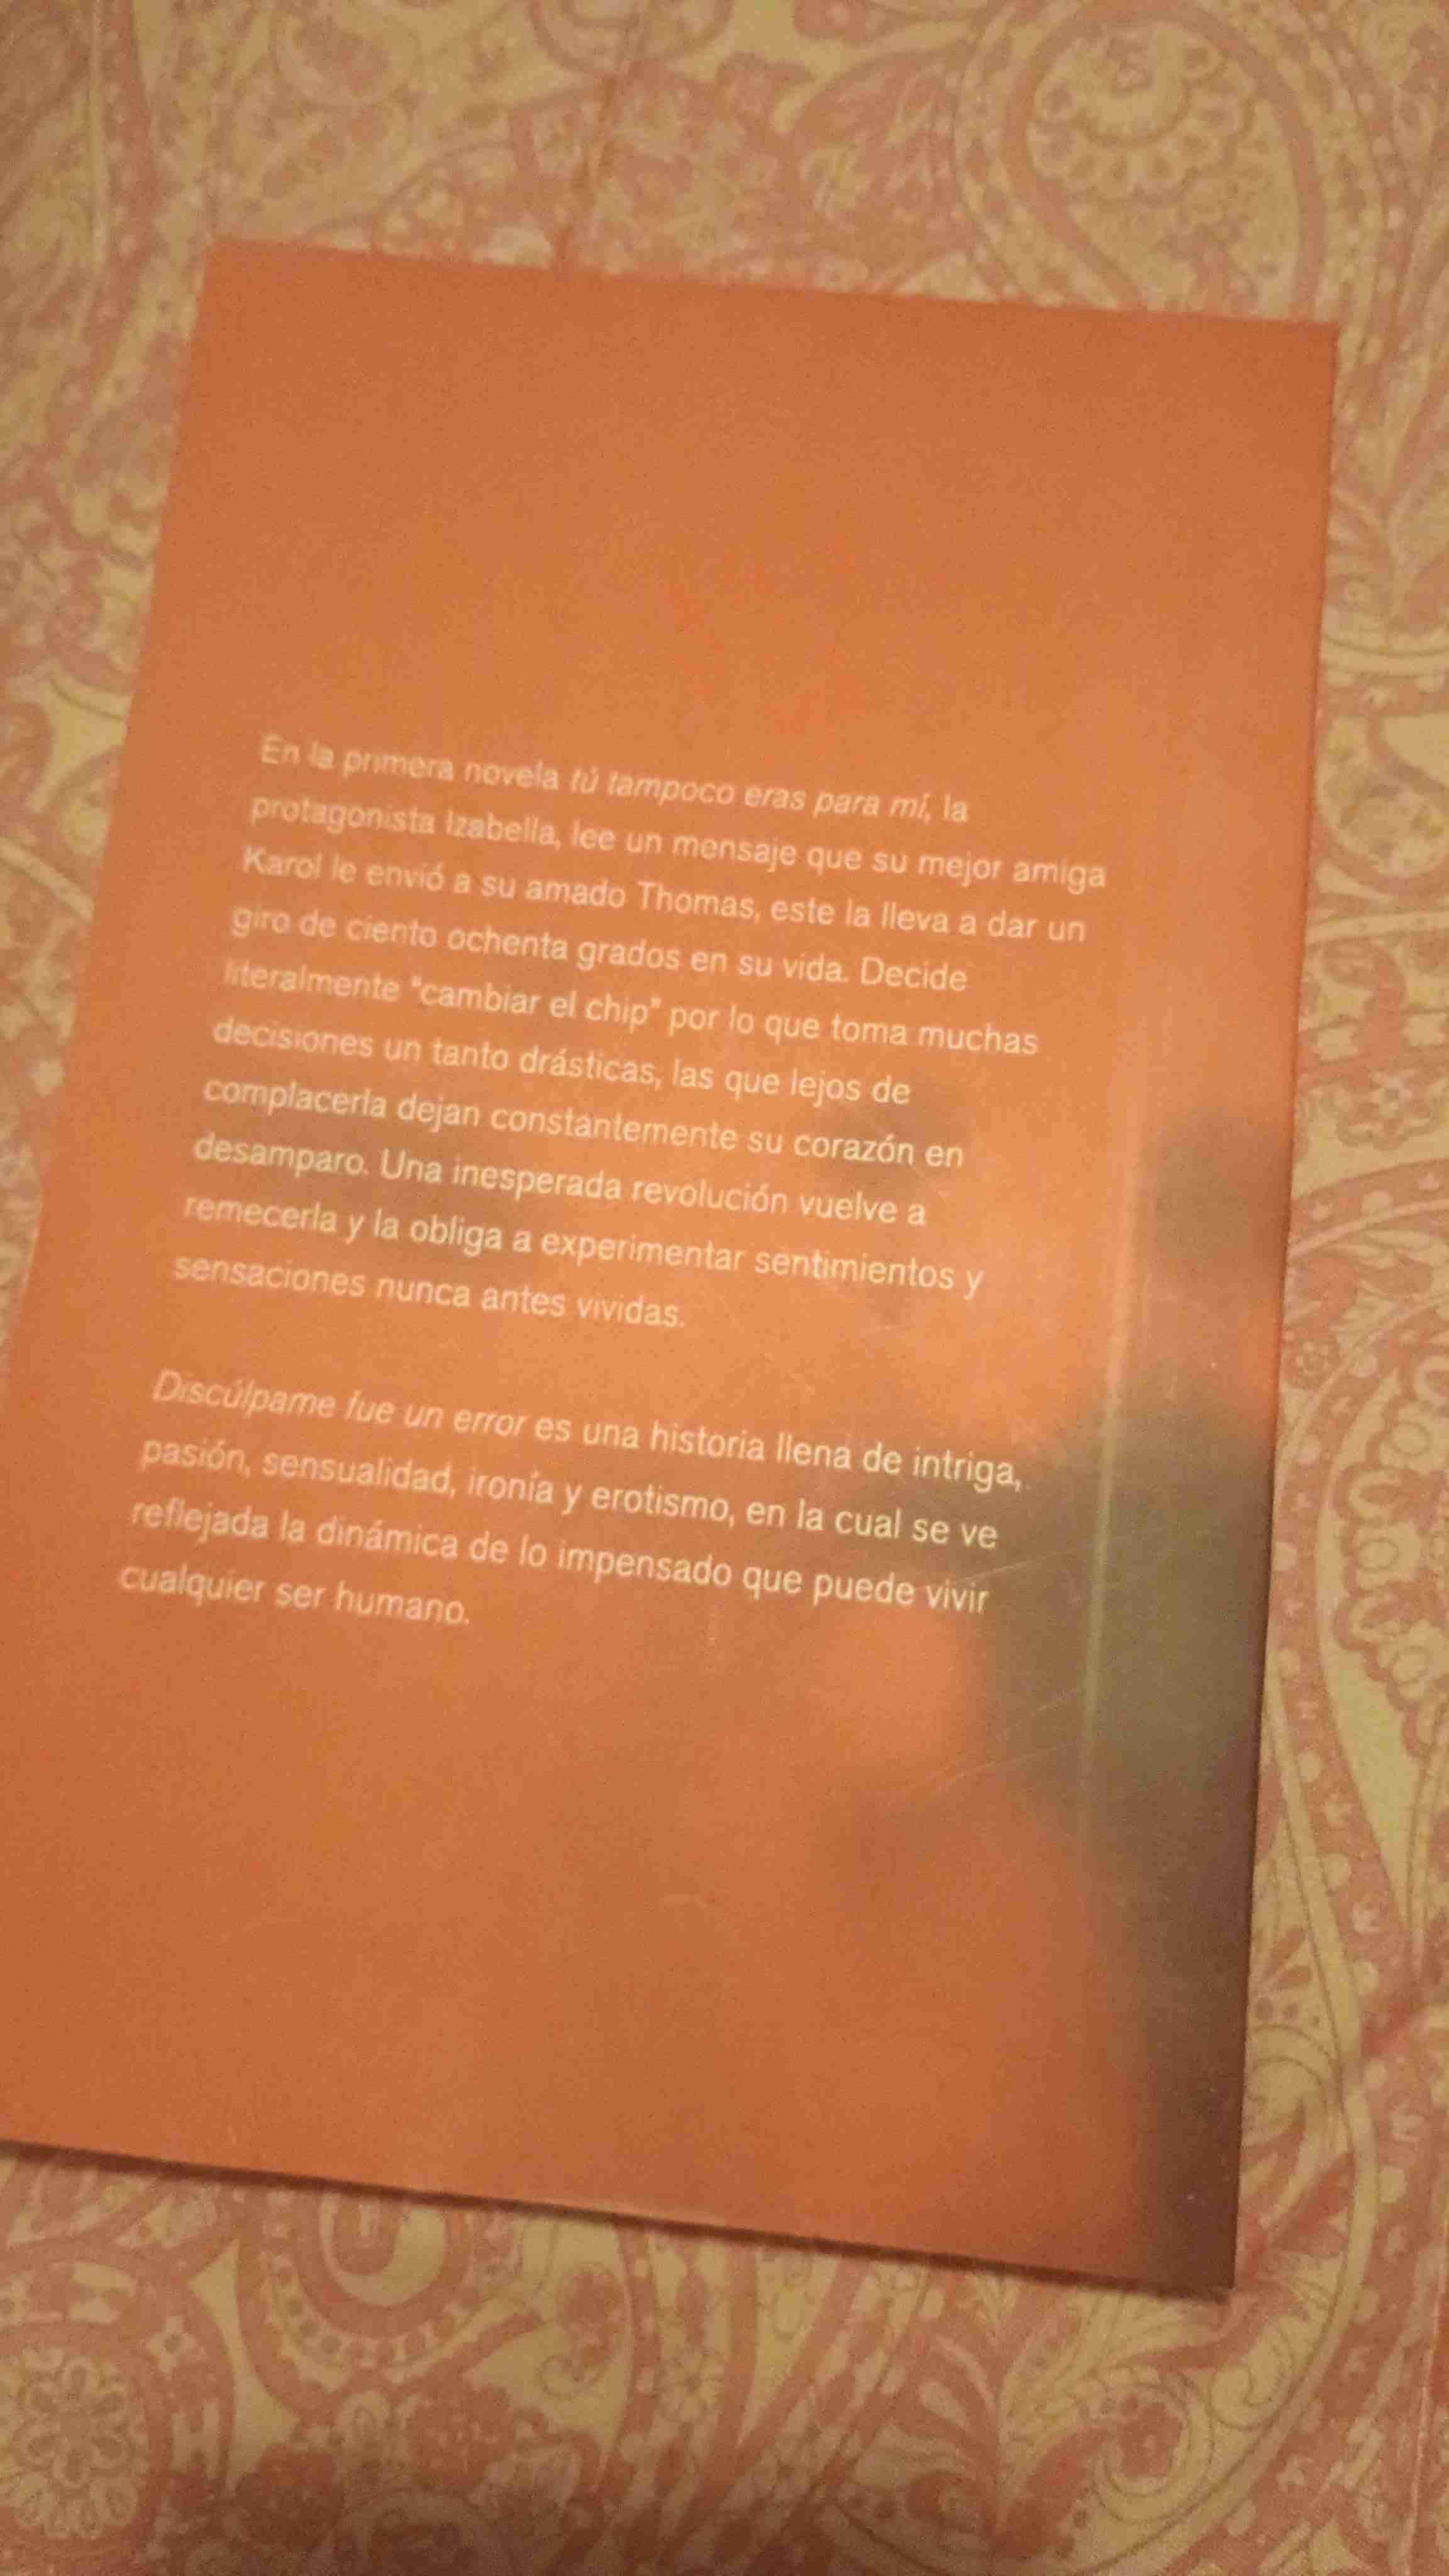 En la primera novela tú tampoco eras para mí, la
protagonista Izabella, lee un mensaje que su mejor amiga
Karol le envió a su amado Thomas, este la lleva a dar un
giro de ciento ochenta grados en su vida. Decide
literalmente "cambiar el chip" por lo que toma muchas
decisiones un tanto drásticas, las que lejos de
complacerla dejan constantemente su corazón en
desamparo. Una inesperada revolución vuelve a
remecerla y la obliga a experimentar sentimientos y
sensaciones nunca antes vividas.
Discúlpame fue un error es una historia llena de intriga,
pasión, sensualidad, ironía y erotismo, en la cual se ve
reflejada la dinámica de lo impensado que puede vivir
cualquier ser humano.